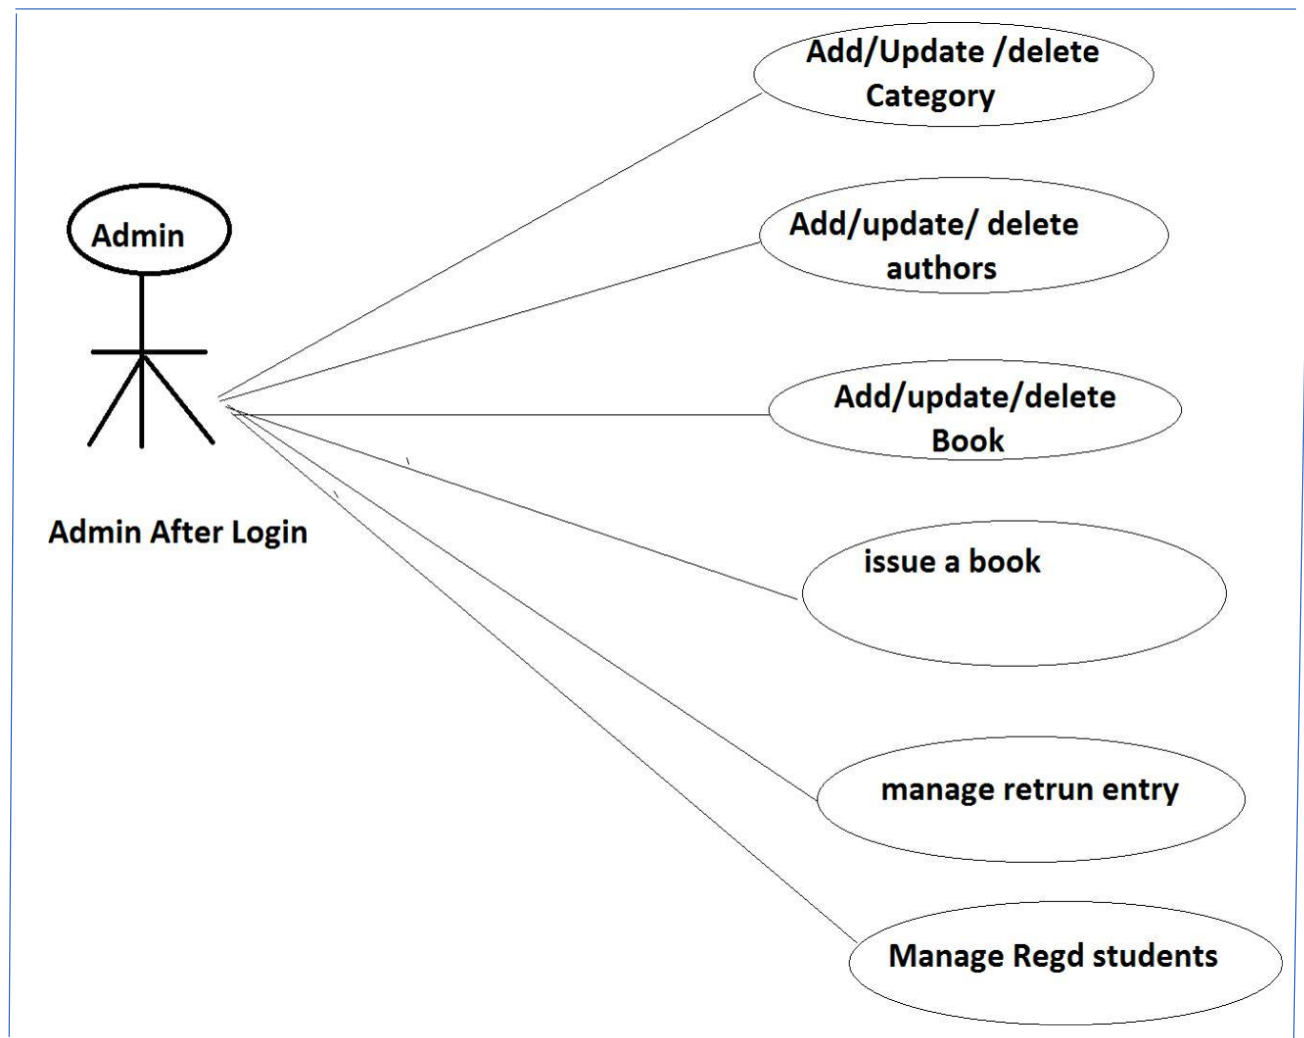 Add/Update /delete
Category
Admin
Add/update/ delete
authors
Add/update/delete
Book
Admin After Login
issue a book
manage retrun entry
Manage Regd students